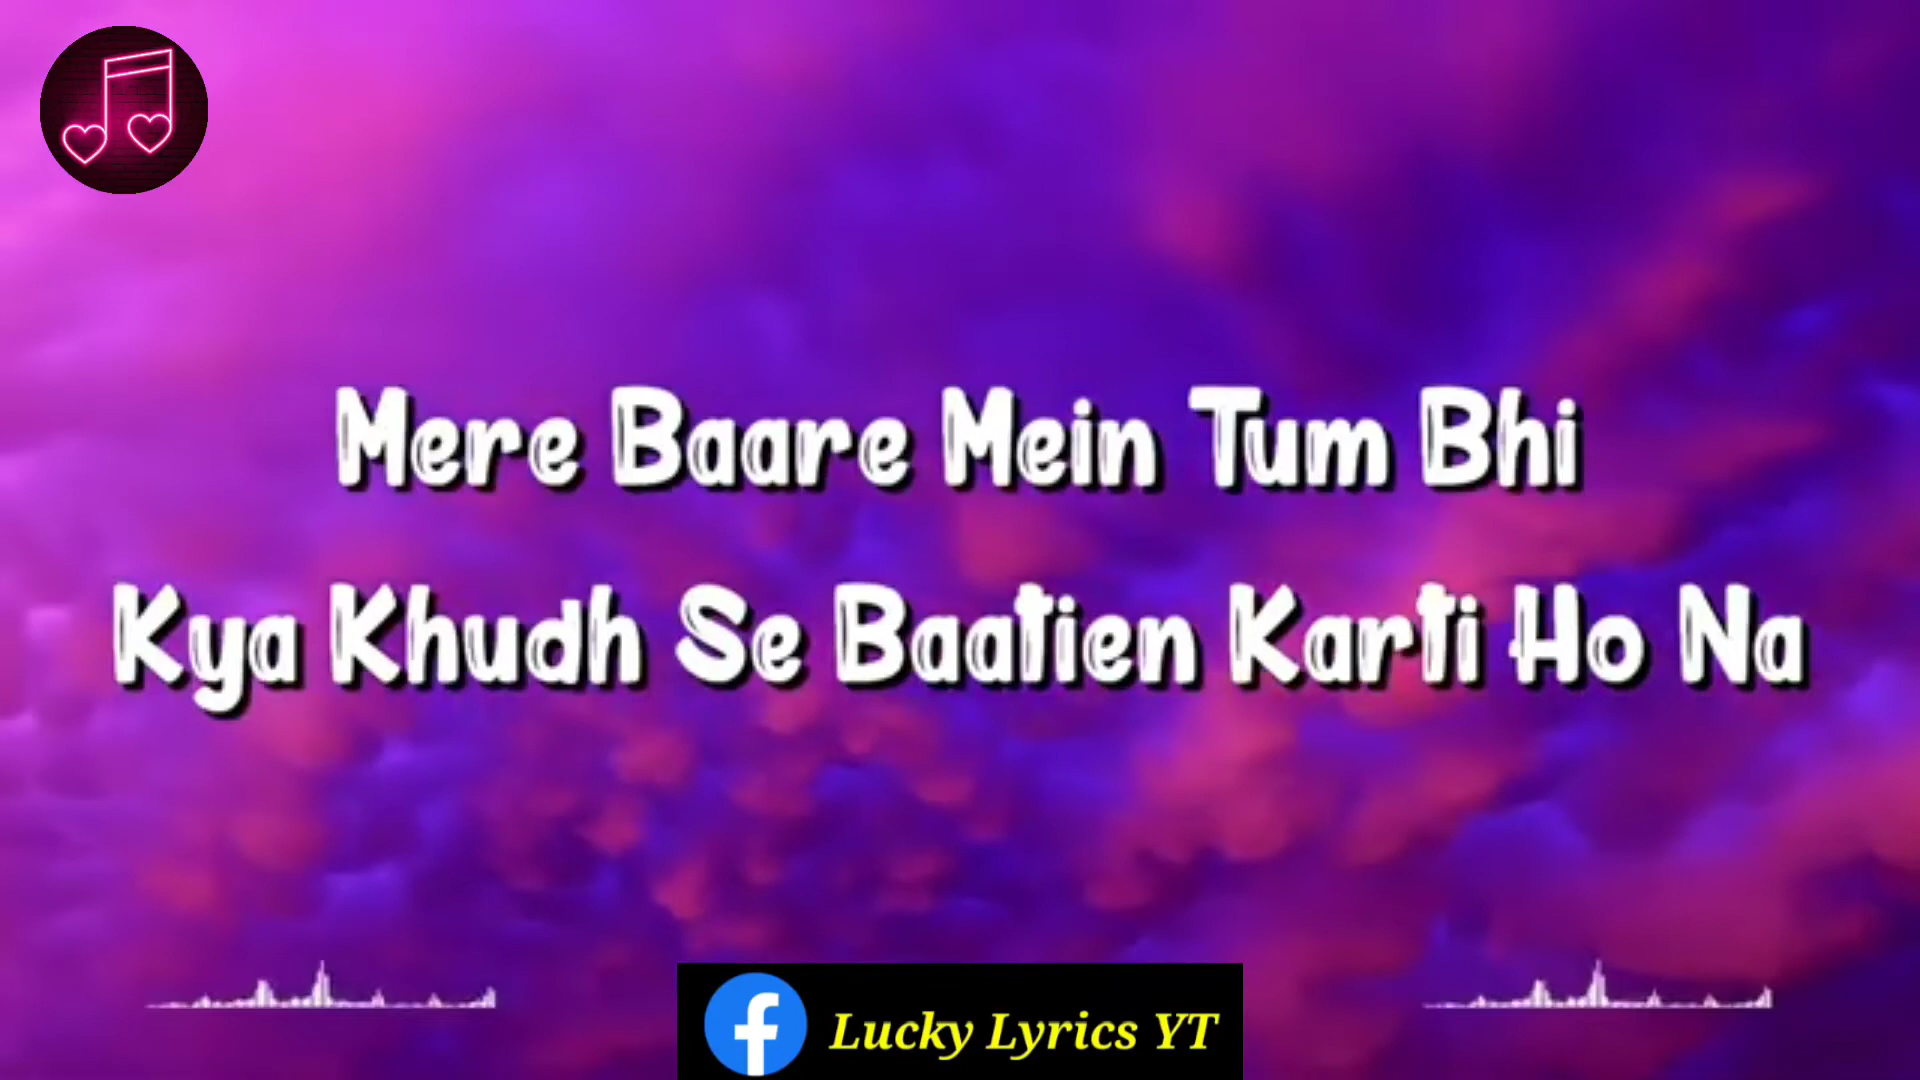 Mere Baare Mein Tum Bhi
Kya Khudh Se Baatien Karti Ho Na
Lucky Lyrics YT